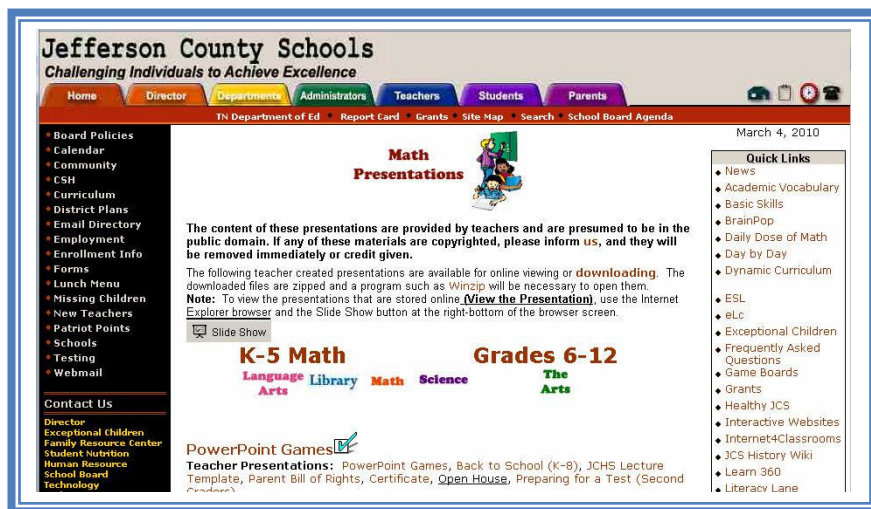 Jefferson County Schools
Challenging Individuals to Achieve Excellence
Home Director Departments Administrators Teachers Students Parents
TN Department of Ed • Report Card • Grants • Site Map • Search • School Board Agenda
Board Policies
Calendar
Community
CSH
Curriculum
District Plans
Email Directory
Employment
Enrollment Info
Forms
Lunch Menu
Missing Children
New Teachers
Patriot Points
Schools
Testing
Webmail
Contact Us
Director
Exceptional Children
Family Resource Center
Student Nutrition
Human Resource
School Board
Technology
Math
Presentations
The content of these presentations are provided by teachers and are presumed to be in the
public domain. If any of these materials are copyrighted, please inform us, and they will
be removed immediately or credit given.
The following teacher created presentations are available for online viewing or downloading. The
downloaded files are zipped and a program such as Winzip will be necessary to open them.
Note: To view the presentations that are stored online (View the Presentation), use the Internet
Explorer browser and the Slide Show button at the right-bottom of the browser screen.
Slide Show
K-5 Math Grades 6-12
Language
Arts
Library
Math
Science
The
Arts
PowerPoint Games
Teacher Presentations: PowerPoint Games, Back to School (K-8), JCHS Lecture
Template, Parent Bill of Rights, Certificate, Open House, Preparing for a Test (Second
Graders)
March 4, 2010
Quick Links
News
Academic Vocabulary
Basic Skills
BrainPop
Daily Dose of Math
Day by Day
Dynamic Curriculum
ESL
eLc
Exceptional Children
Frequently Asked
Questions
Game Boards
Grants
Healthy JCS
Interactive Websites
Internet4Classrooms
JCS History Wiki
Learn 360
Literacy Lane